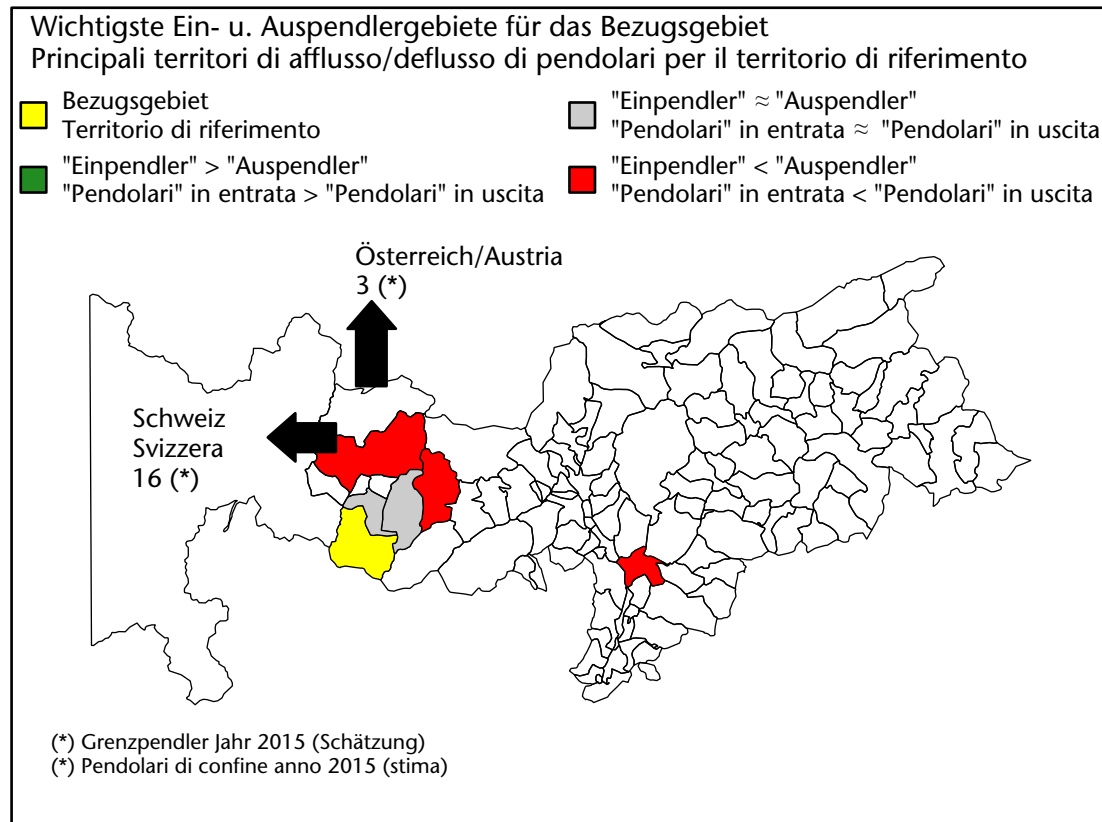 Wichtigste Ein- u. Auspendlergebiete für das Bezugsgebiet
Principali territori di afflusso/deflusso di pendolari per il territorio di riferimento
Bezugsgebiet
Territorio di riferimento
"Einpendler" ≈ "Auspendler"
"Pendolari" in entrata ≈ "Pendolari" in uscita
"Einpendler" > "Auspendler"
"Pendolari" in entrata > "Pendolari" in uscita
"Einpendler" < "Auspendler"
"Pendolari" in entrata < "Pendolari" in uscita
Österreich/Austria
3 (*)
Schweiz
Svizzera
16 (*)
(*) Grenzpendler Jahr 2015 (Schätzung)
(*) Pendolari di confine anno 2015 (stima)